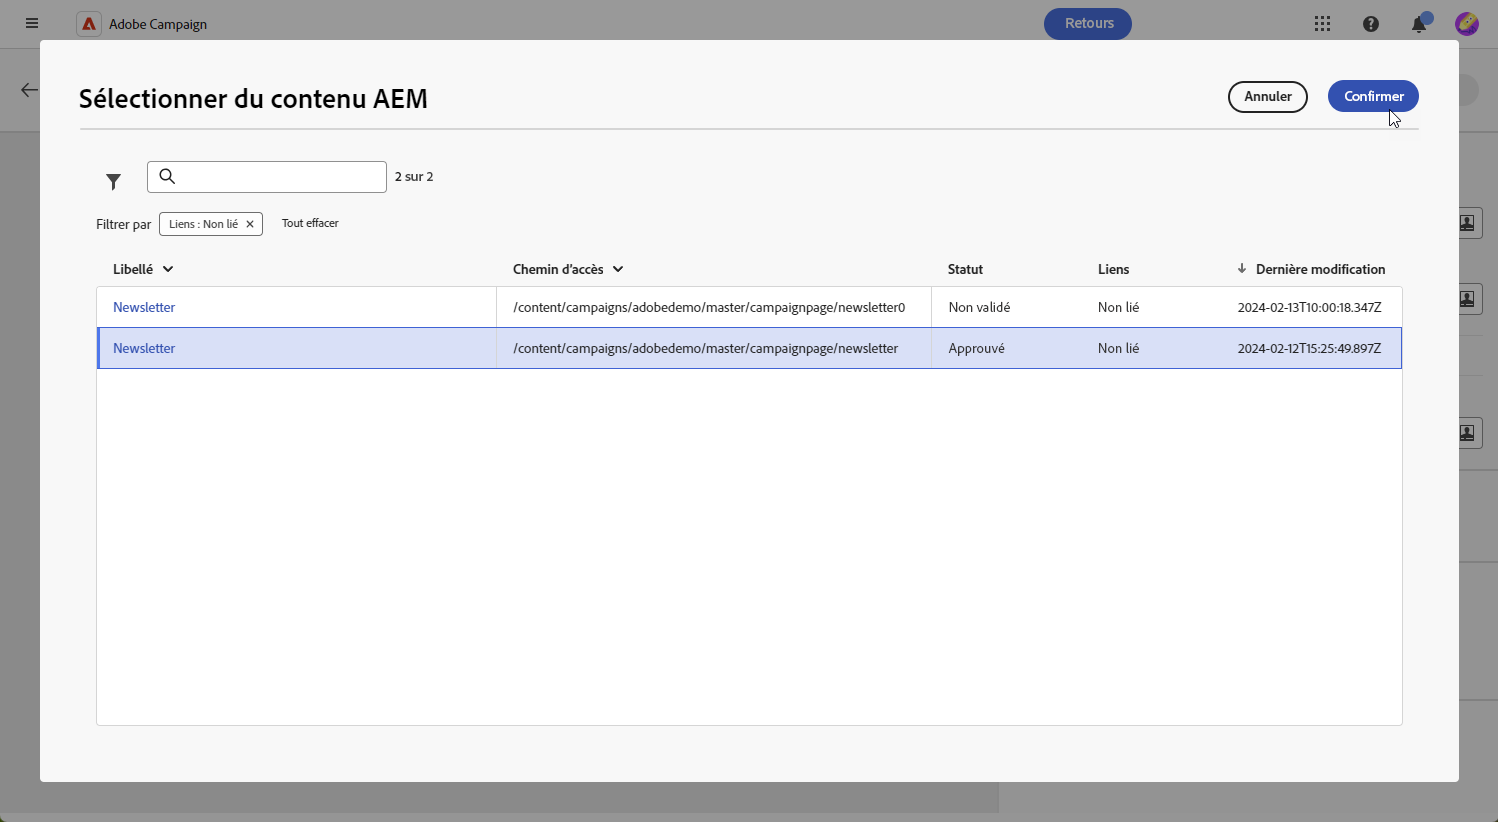 Adobe Campaign
Retours
Sélectionner du contenu AEM
Annuler
Confirmer
2 sur 2
Filtrer par
Liens : Non lié
Tout effacer
Libellé
Chemin d'accès
Statut
Liens
Dernière modification
Newsletter
/content/campaigns/adobedemo/master/campaignpage/newsletter0
Non validé
Non lié
2024-02-13T10:00:18.347Z
Newsletter
/content/campaigns/adobedemo/master/campaignpage/newsletter
Approuvé
Non lié
2024-02-12T15:25:49.897Z